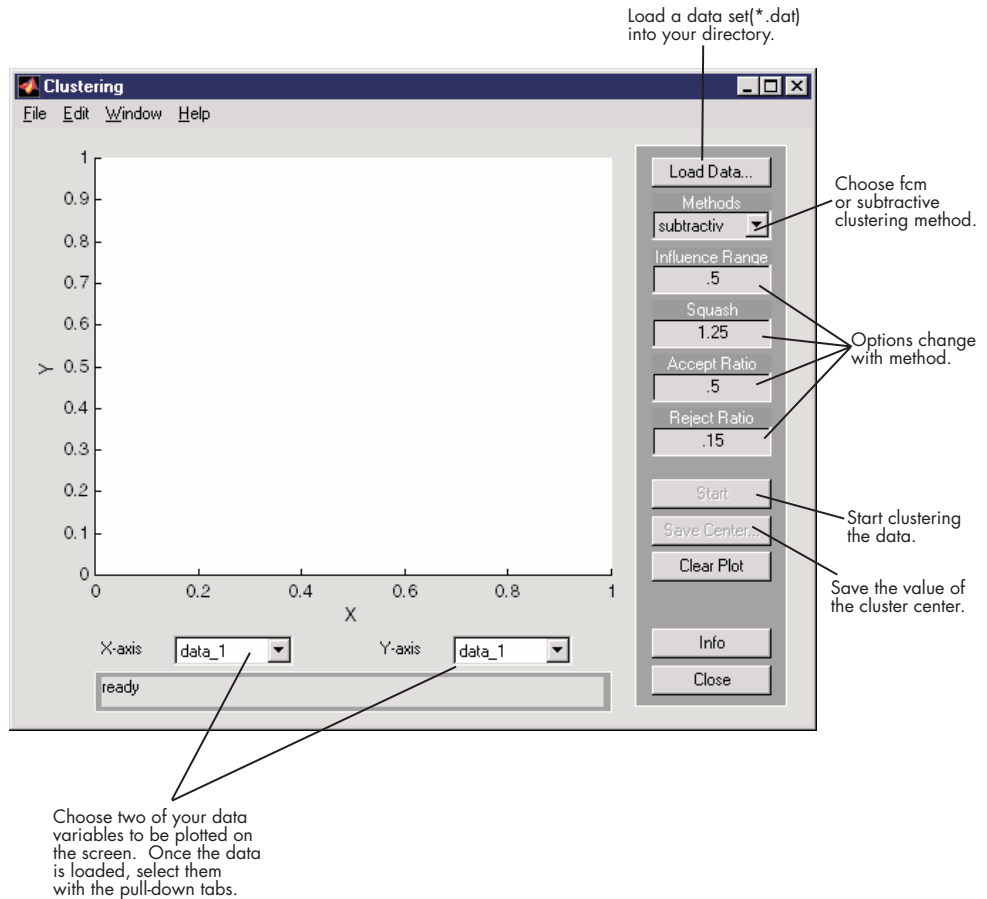 Load a data set(*.dat)
into your directory.
Clustering
File Edit Window Help
1
0.9
0.8
0.7
0.6
0.5
0.4
0.3
0.2
0.1
0
Y
0 0.2 0.4 0.6 0.8 1
X
X-axis data_1 Y-axis data_1
ready
Load Data...
Methods
subtractiv
Influence Range
.5
Squash
1.25
Accept Ratio
.5
Reject Ratio
.15
Start
Save Center...
Clear Plot
Info
Close
Choose fcm
or subtractive
clustering method.
Options change
with method.
Start clustering
the data.
Save the value of
the cluster center.
Choose two of your data
variables to be plotted on
the screen. Once the data
is loaded, select them
with the pull-down tabs.